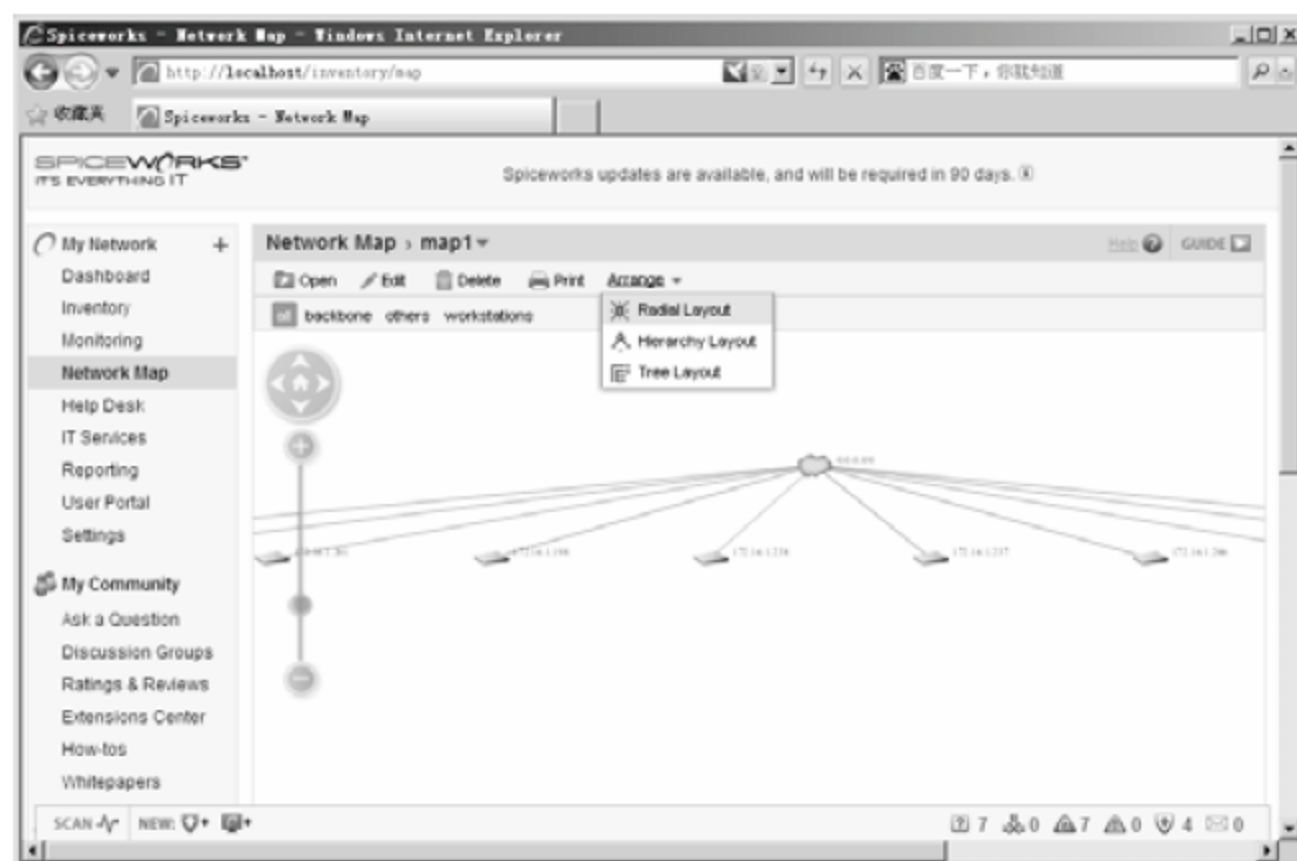 Spiceworks - Network Map - Windows Internet Explorer
http://localhost/inventory/map
百度一下，你就知道
收藏夹
Spiceworks - Network Map
SPICEWORKS
IT'S EVERYTHING IT
Spiceworks updates are available, and will be required in 90 days.
My Network +
Dashboard
Inventory
Monitoring
Network Map
Help Desk
IT Services
Reporting
User Portal
Settings
My Community
Ask a Question
Discussion Groups
Ratings & Reviews
Extensions Center
How-tos
Whitepapers
Network Map › map1
Help
GUIDE
Open Edit Delete Print Arrange
all backbone others workstations
Radial Layout
Hierarchy Layout
Tree Layout
SCAN NEW:
7 0 7 0 4 0